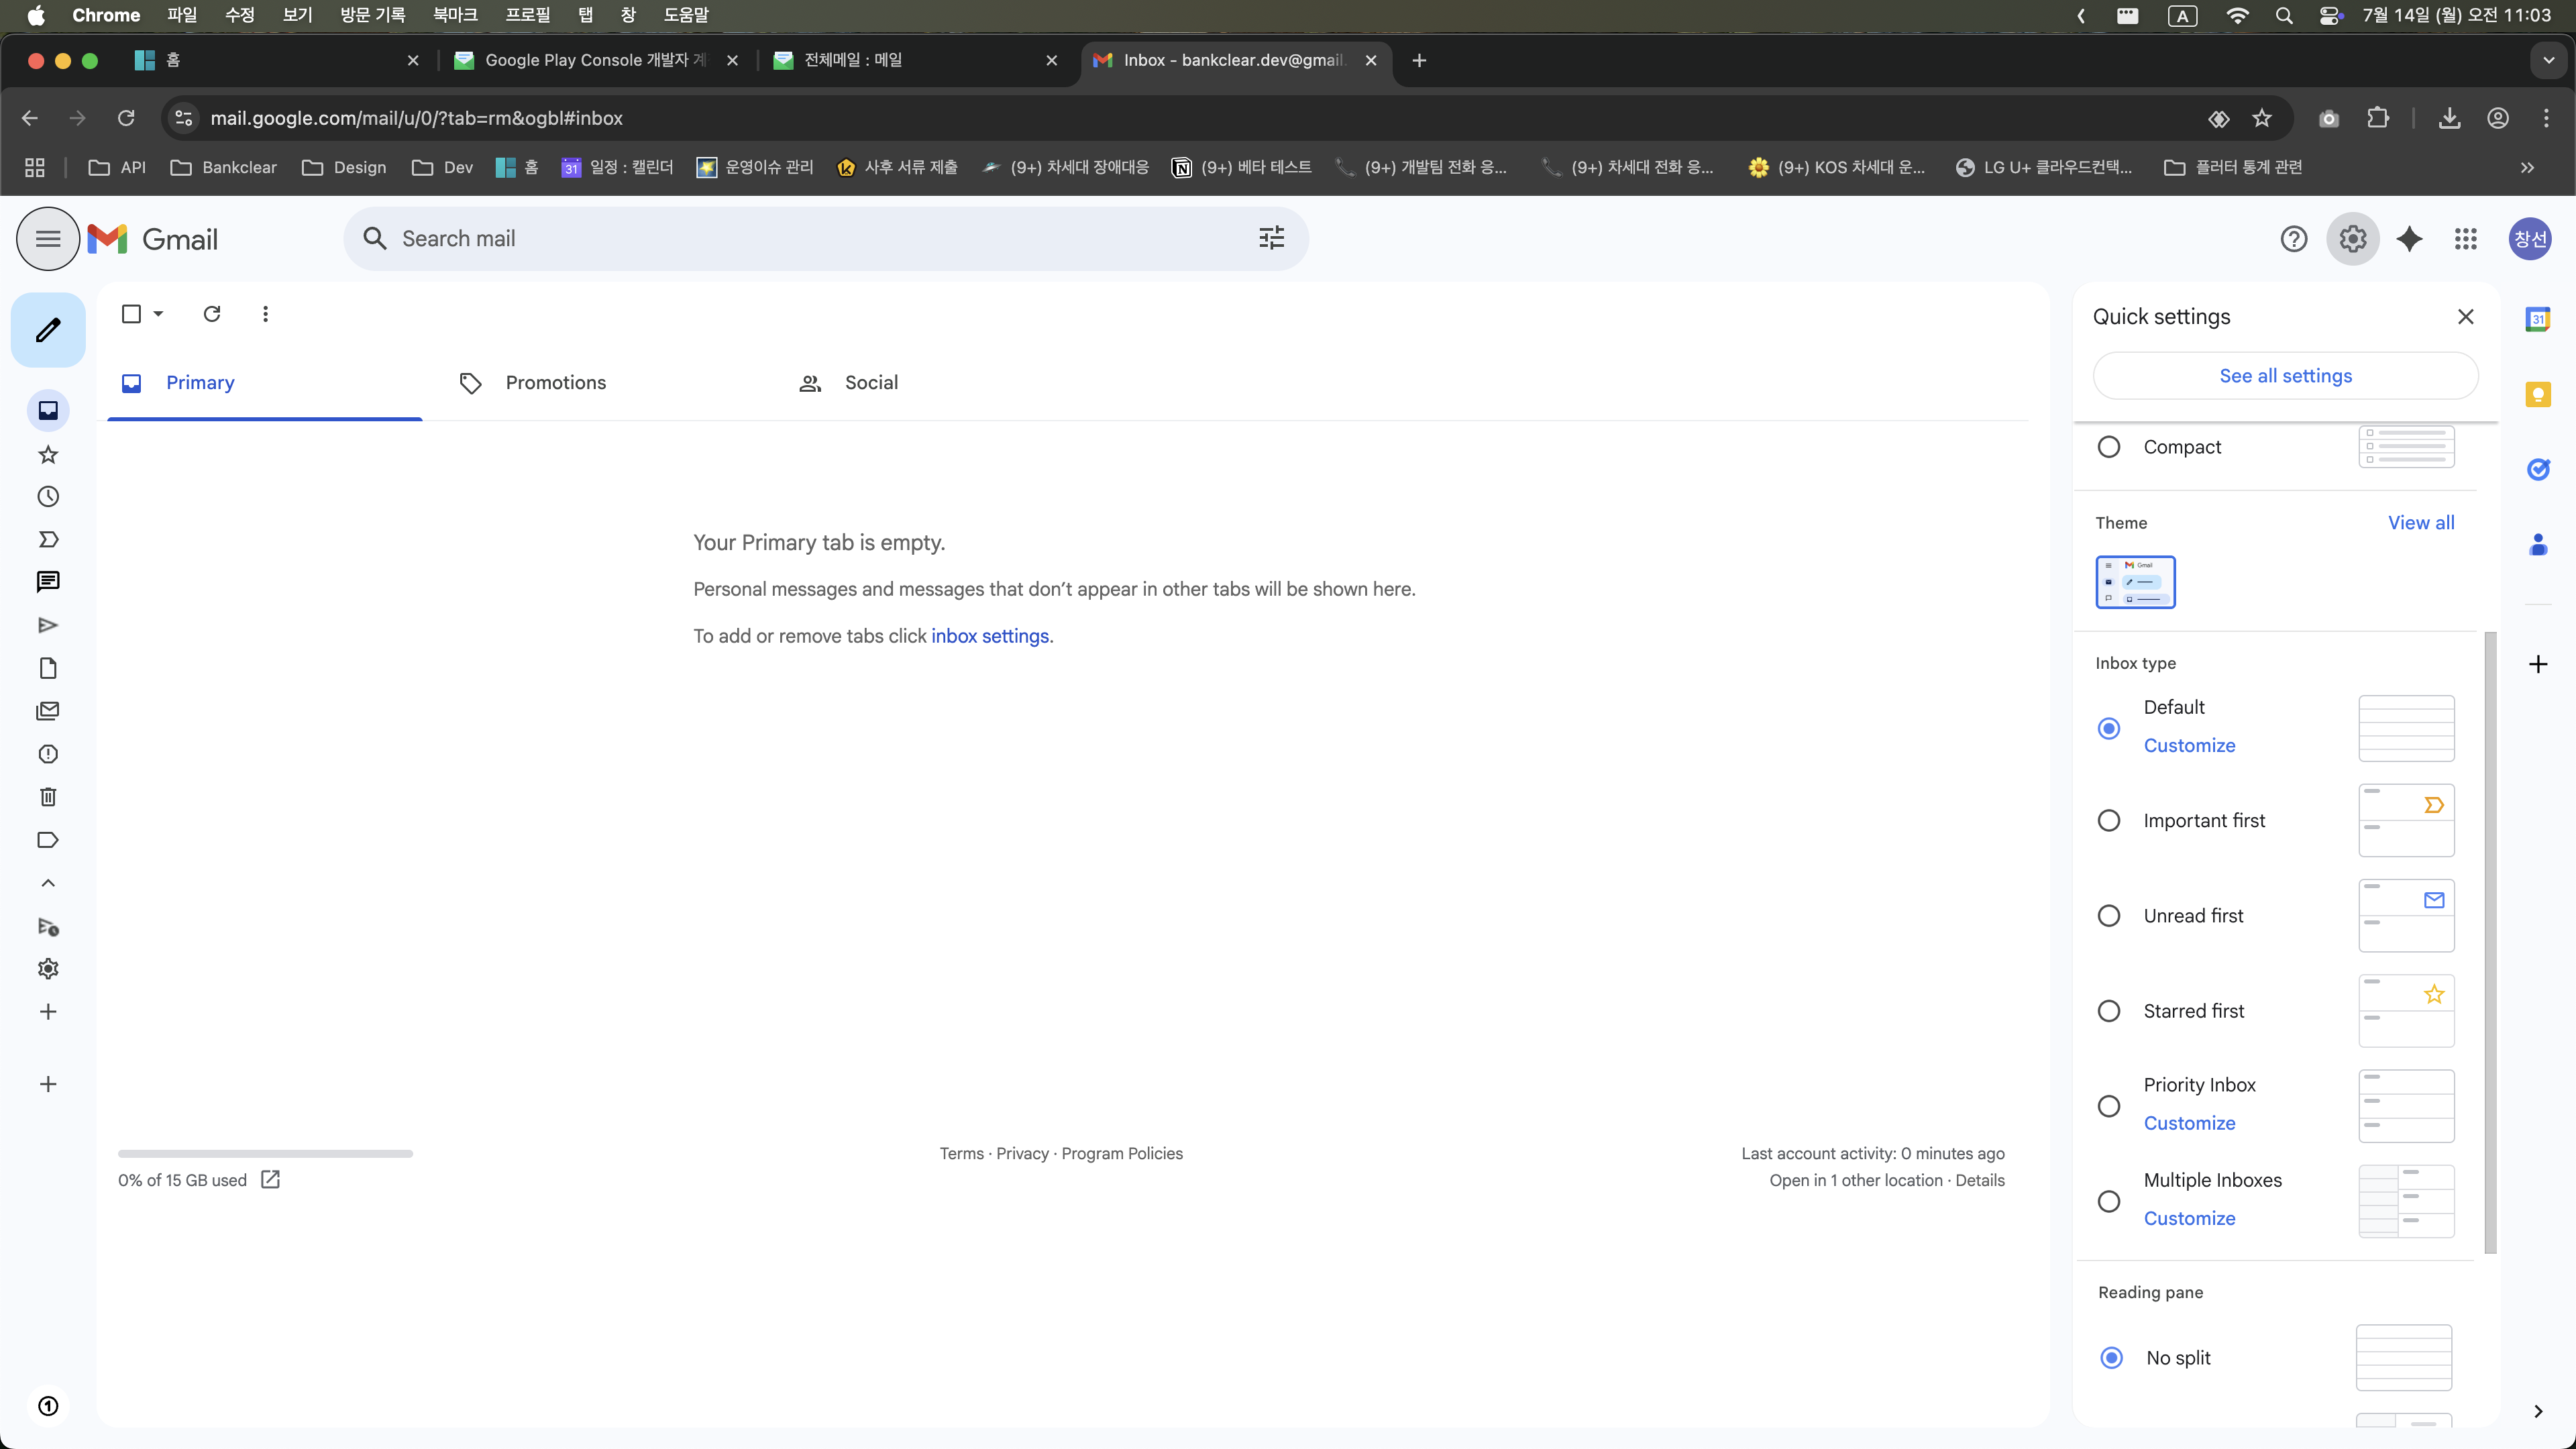 Chrome 파일 수정 보기 방문 기록 북마크 프로필 탭 창 도움말 A 7월 14일 (월) 오전 11:03
홈 Google Play Console 개발자 계 전체메일 : 메일 Inbox - bankclear.dev@gmail.
mail.google.com/mail/u/0/?tab=rm&ogbl#inbox
API Bankclear Design Dev 홈 31 일정 : 캘린더 운영이슈 관리 사후 서류 제출 (9+) 차세대 장애대응 (9+) 베타 테스트 (9+) 개발팀 전화 응... (9+) 차세대 전화 응... (9+) KOS 차세대 운... LG U+ 클라우드컨택... 플러터 통계 관련
Gmail
Search mail
창선
Primary
Promotions
Social
Your Primary tab is empty.
Personal messages and messages that don’t appear in other tabs will be shown here.
To add or remove tabs click inbox settings.
0% of 15 GB used
Terms · Privacy · Program Policies
Last account activity: 0 minutes ago
Open in 1 other location · Details
Quick settings
See all settings
Compact
Theme
View all
Gmail
Inbox type
Default
Customize
Important first
Unread first
Starred first
Priority Inbox
Customize
Multiple Inboxes
Customize
Reading pane
No split
31